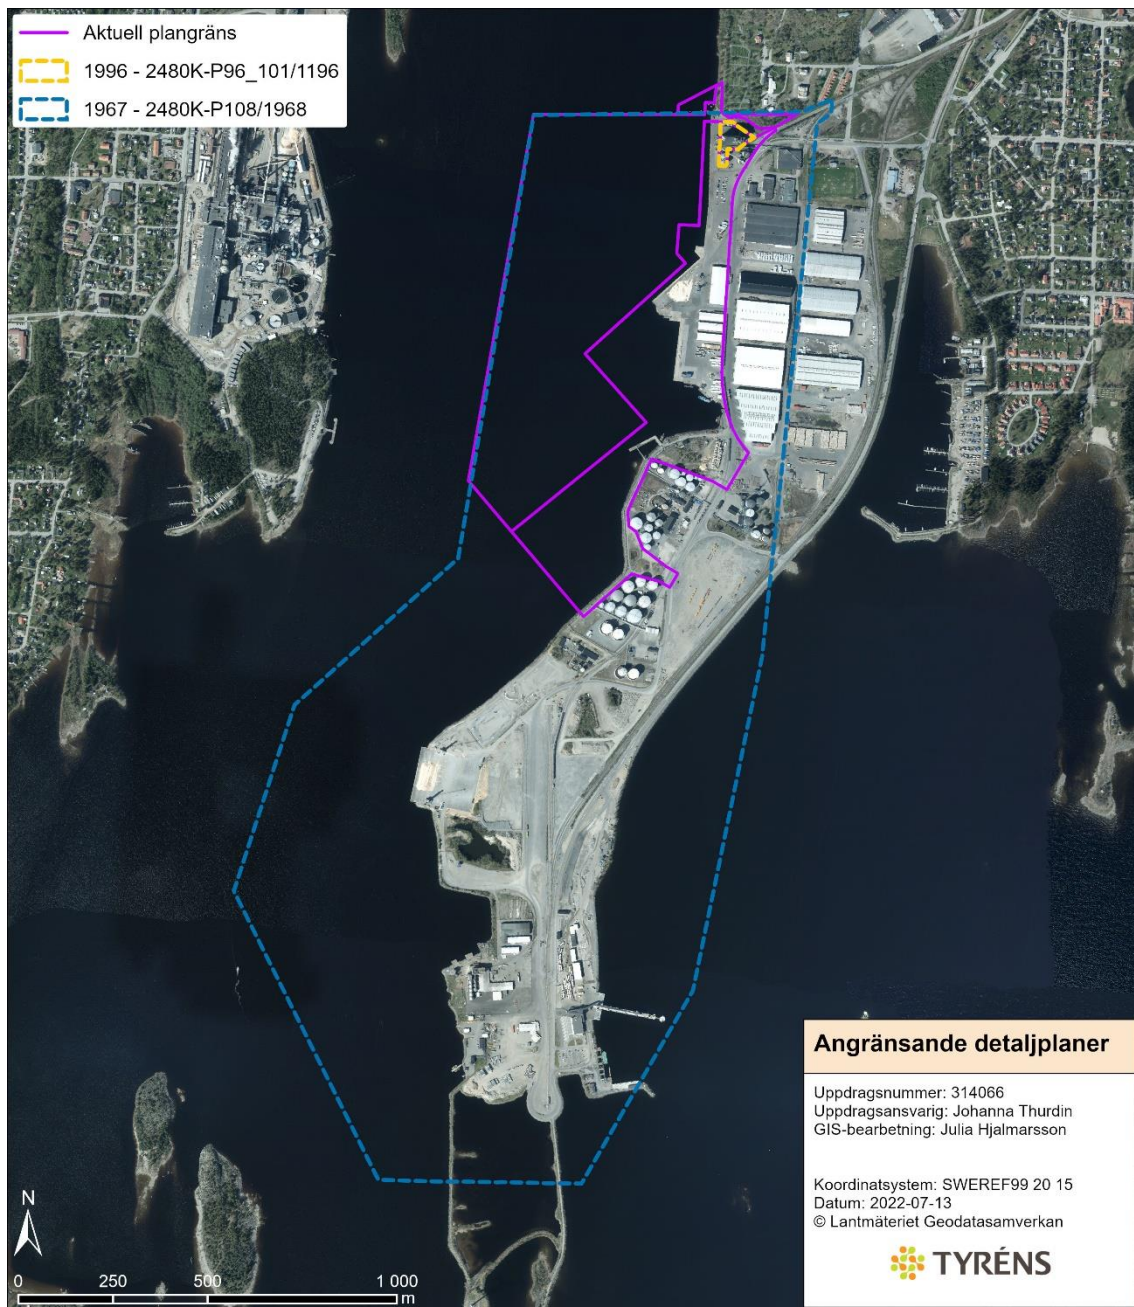 Aktuell plangräns
1996 - 2480K-P96_101/1196
1967 - 2480K-P108/1968
Angränsande detaljplaner
Uppdragsnummer: 314066
Uppdragsansvarig: Johanna Thurdin
GIS-bearbetning: Julia Hjalmarsson
Koordinatsystem: SWEREF99 20 15
Datum: 2022-07-13
© Lantmäteriet Geodatasamverkan
TYRÉNS
N
0 250 500 1 000
m